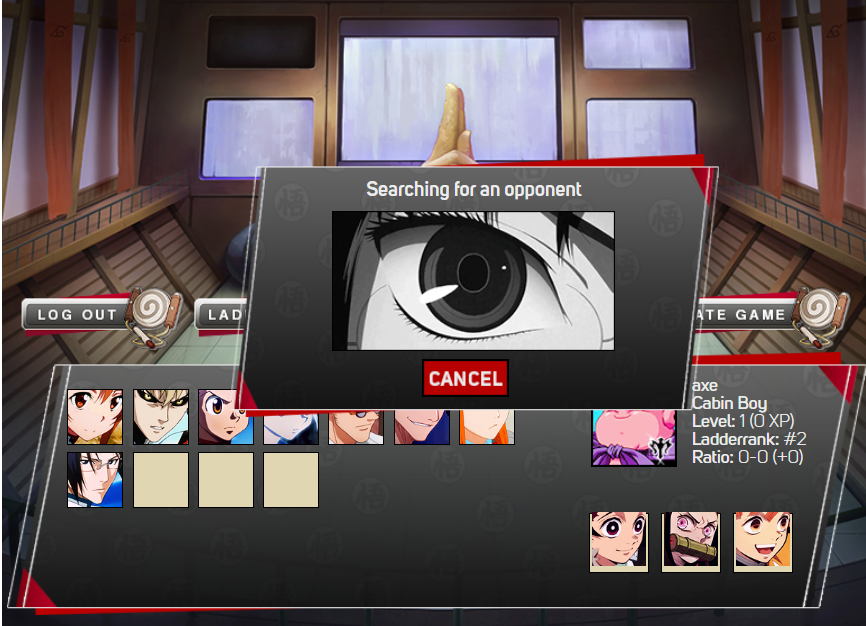 Searching for an opponent
LOG OUT
LAD
ATE GAME
CANCEL
axe
Cabin Boy
Level: 1 (0 XP)
Ladderrank: #2
Ratio: 0-0 (+0)